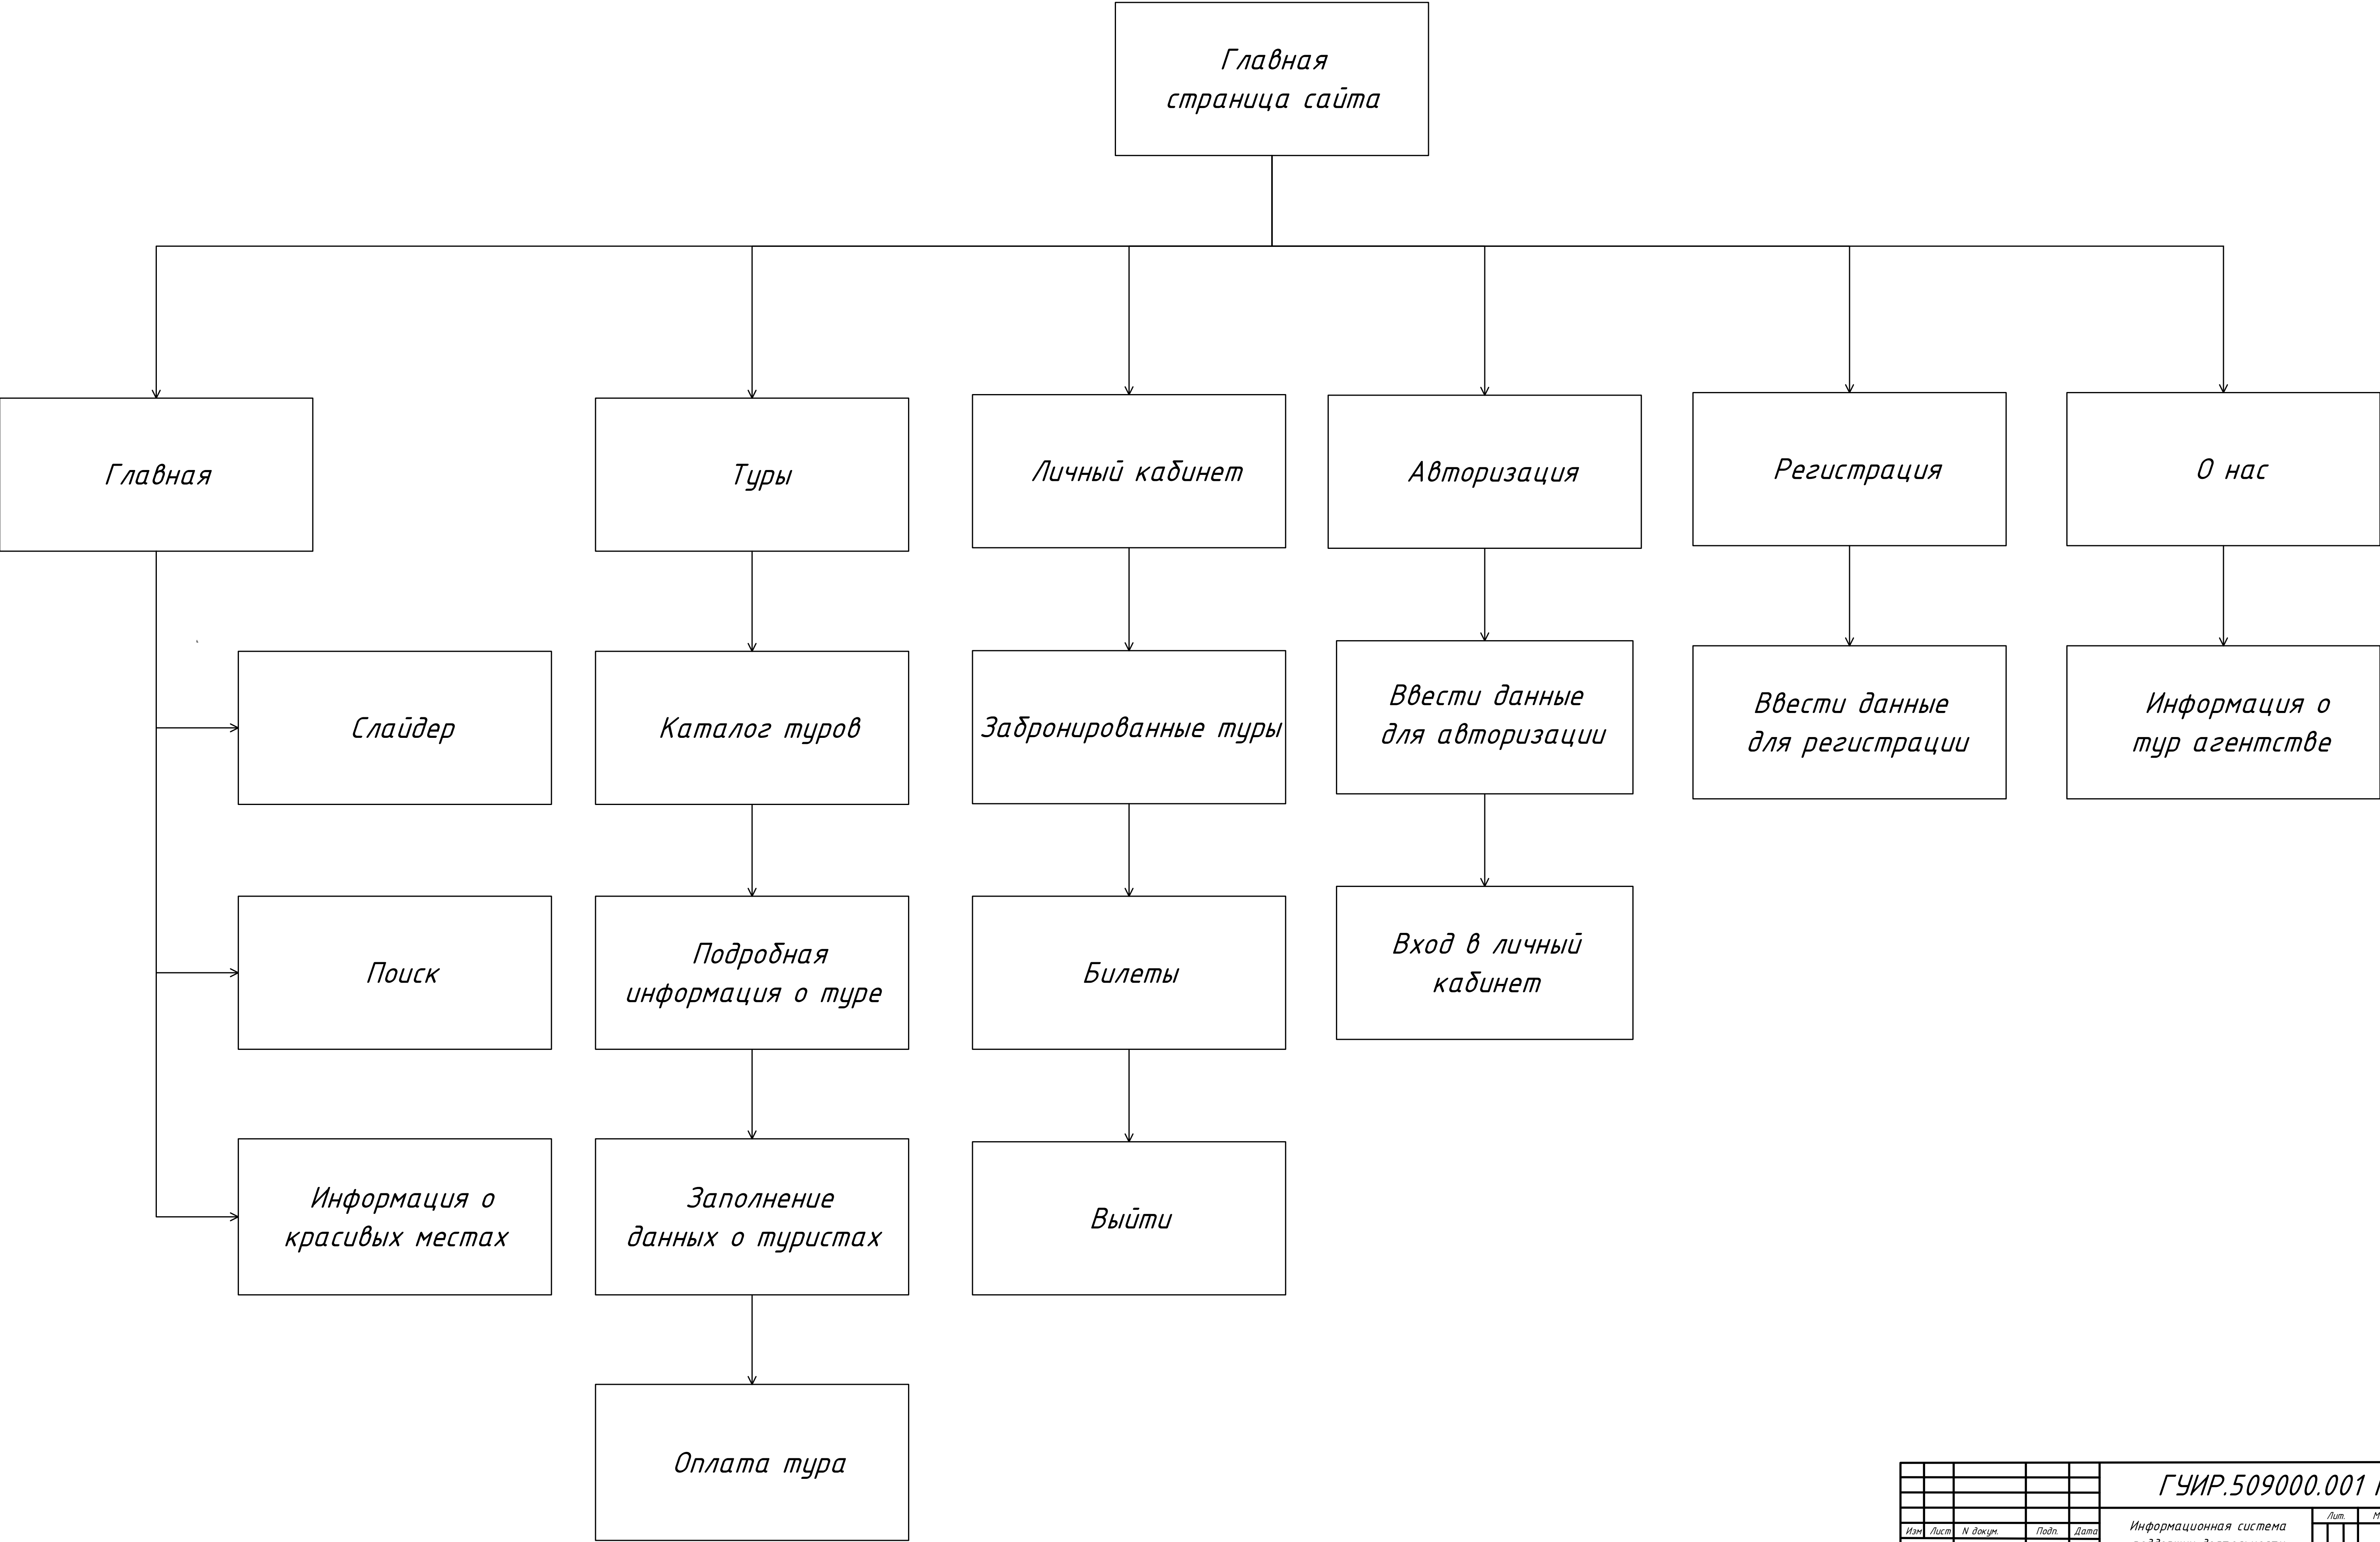 Главная
страница сайта
Главная
Туры
Личный кабинет
Авторизация
Регистрация
О нас
Слайдер
Каталог туров
Забронированные туры
Ввести данные
для авторизации
Ввести данные
для регистрации
Информация о
тур агентстве
Поиск
Подробная
информация о туре
Билеты
Вход в личный
кабинет
Информация о
красивых местах
Заполнение
данных о туристах
Выйти
Оплата тура
ГУИР.509000.001
Лит.
Изм Лист N докум. Подп. Дата
Информационная система